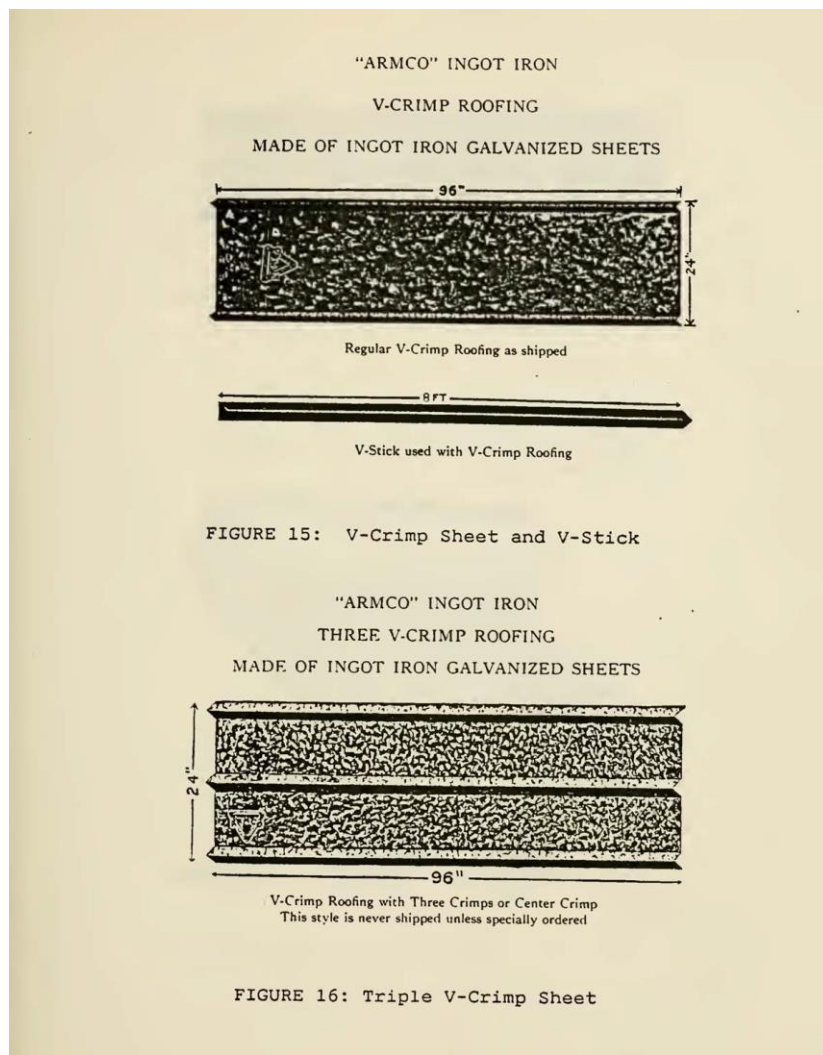 "ARMCO" INGOT IRON
V-CRIMP ROOFING
MADE OF INGOT IRON GALVANIZED SHEETS
96"
24"
Regular V-Crimp Roofing as shipped
8 FT
V-Stick used with V-Crimp Roofing
FIGURE 15: V-Crimp Sheet and V-Stick
"ARMCO" INGOT IRON
THREE V-CRIMP ROOFING
MADE OF INGOT IRON GALVANIZED SHEETS
24"
96"
V-Crimp Roofing with Three Crimps or Center Crimp
This style is never shipped unless specially ordered
FIGURE 16: Triple V-Crimp Sheet